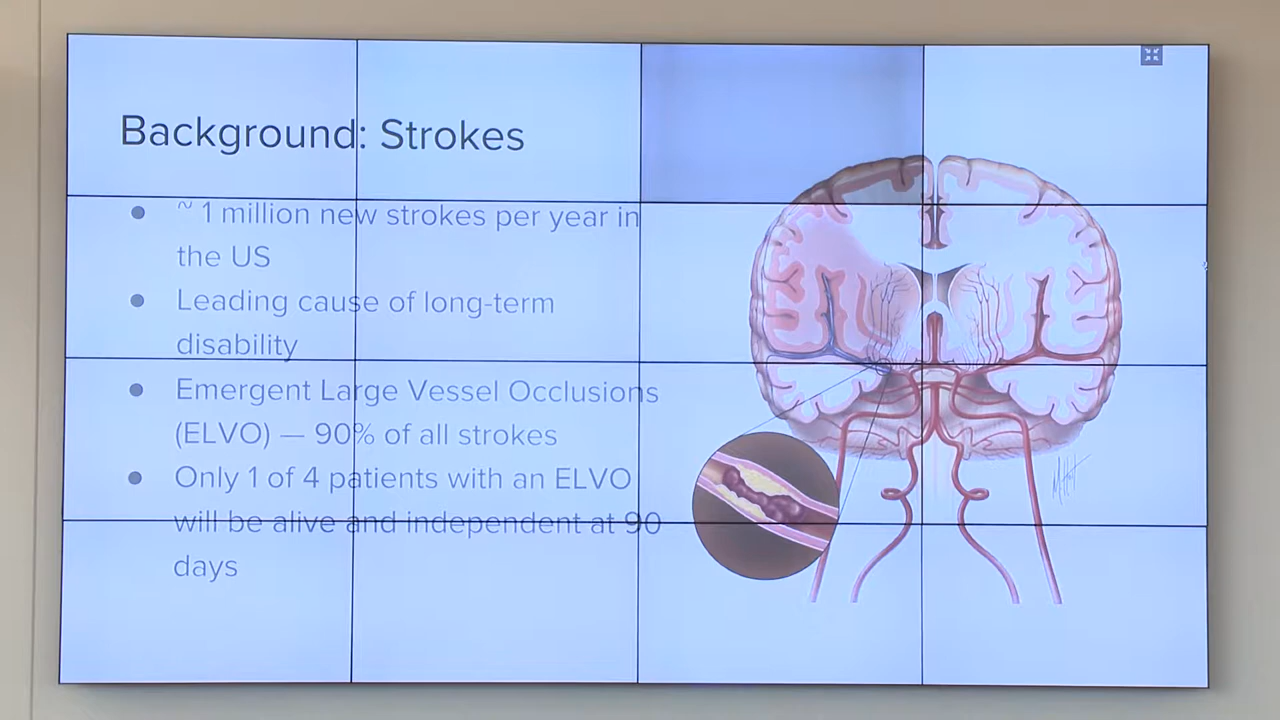 Background: Strokes
● ~ 1 million new strokes per year in
the US
● Leading cause of long-term
disability
● Emergent Large Vessel Occlusions
(ELVO) — 90% of all strokes
● Only 1 of 4 patients with an ELVO
will be alive and independent at 90
days